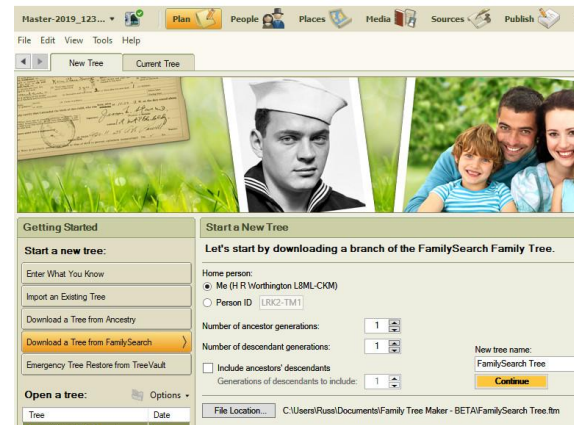 Master-2019_123... Plan People Places Media Sources Publish
File Edit View Tools Help
New Tree Current Tree
Getting Started
Start a new tree:
Enter What You Know
Import an Existing Tree
Download a Tree from Ancestry
Download a Tree from FamilySearch
Emergency Tree Restore from TreeVault
Open a tree: Options
Tree Date
Start a New Tree
Let's start by downloading a branch of the FamilySearch Family Tree.
Home person:
Me (H R Worthington L8ML-CKM)
Person ID LRK2-TM1
Number of ancestor generations: 1
Number of descendant generations: 1
Include ancestors' descendants
Generations of descendants to include: 1
New tree name:
FamilySearch Tree
Continue
File Location... C:\Users\Russ\Documents\Family Tree Maker - BETA\FamilySearch Tree.ftm